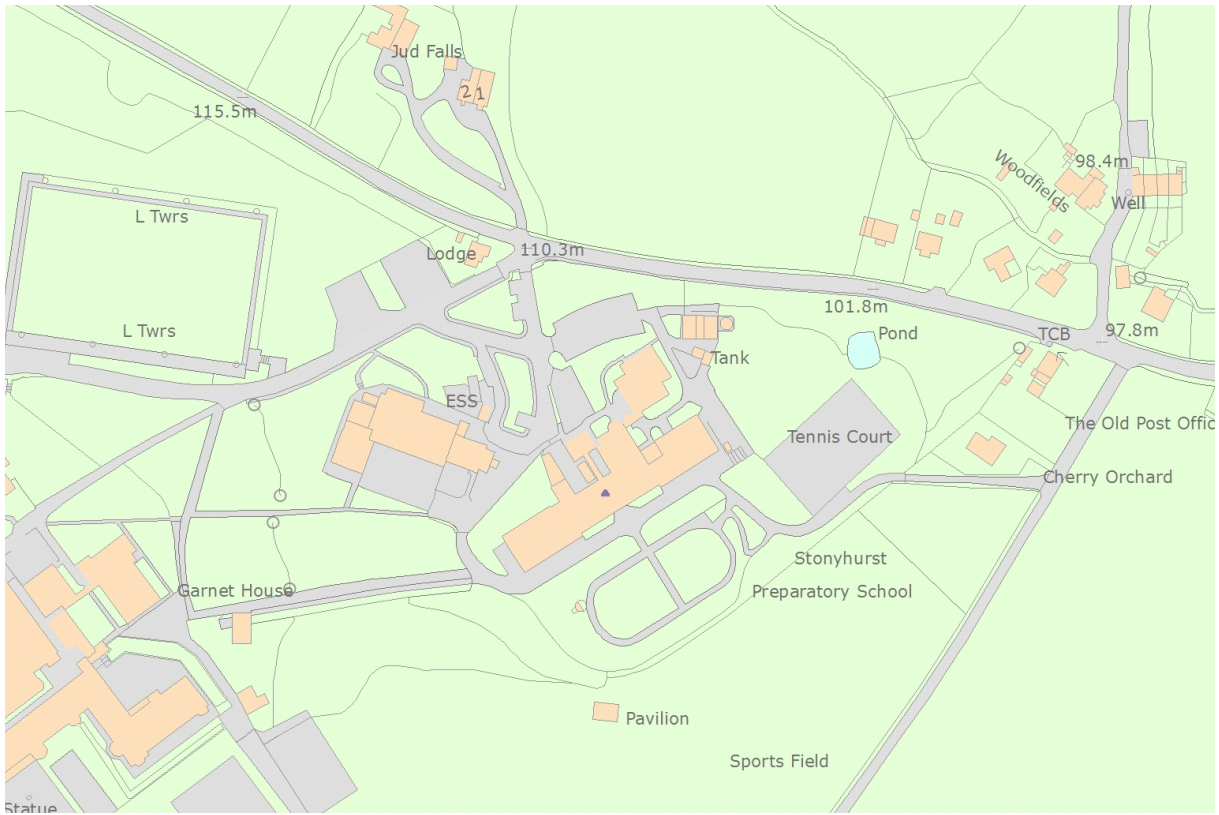 Jud Falls
2
1
115.5m
98.4m
Woodfields
Well
L Twrs
Lodge
110.3m
101.8m
L Twrs
Pond
TCB
97.8m
Tank
ESS
The Old Post Offic
Tennis Court
Cherry Orchard
Stonyhurst
Preparatory School
Garnet House
Pavilion
Sports Field
Statue